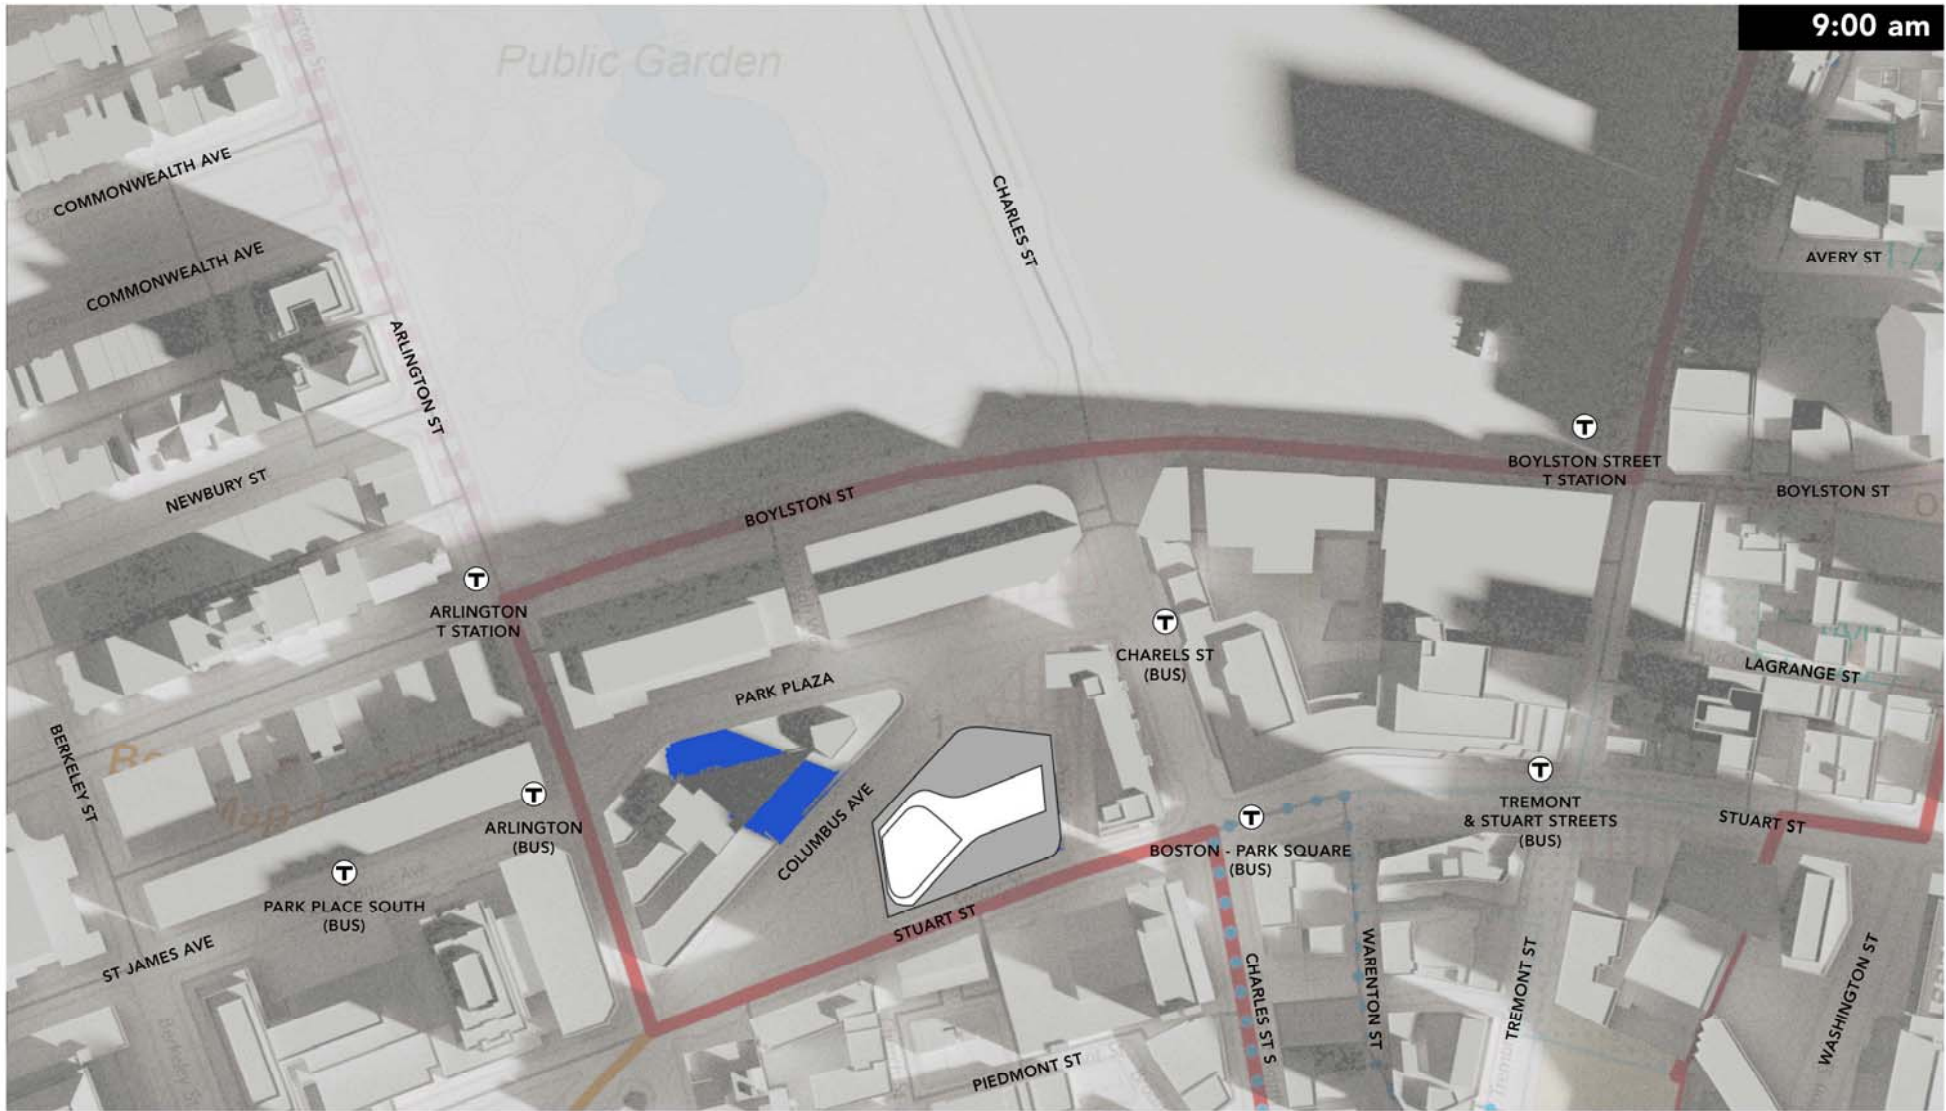 9:00 am
Public Garden
COMMONWEALTH AVE
CHARLES ST
COMMONWEALTH AVE
AVERY ST
ARLINGTON ST
NEWBURY ST
BOYLSTON ST
BOYLSTON STREET
T STATION
BOYLSTON ST
T
T
ARLINGTON
T STATION
T
CHARELS ST
(BUS)
LAGRANGE ST
PARK PLAZA
BERKELEY ST
T
ARLINGTON
(BUS)
COLUMBUS AVE
T
TREMONT
& STUART STREETS
(BUS)
STUART ST
T
BOSTON - PARK SQUARE
(BUS)
T
PARK PLACE SOUTH
(BUS)
STUART ST
ST JAMES AVE
CHARLES ST S
WARENTON ST
TREMONT ST
WASHINGTON ST
PIEDMONT ST